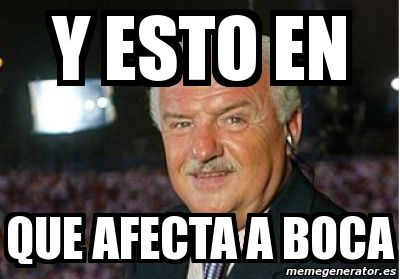 Y ESTO EN
QUE AFECTA A BOCA
memegenerator.es